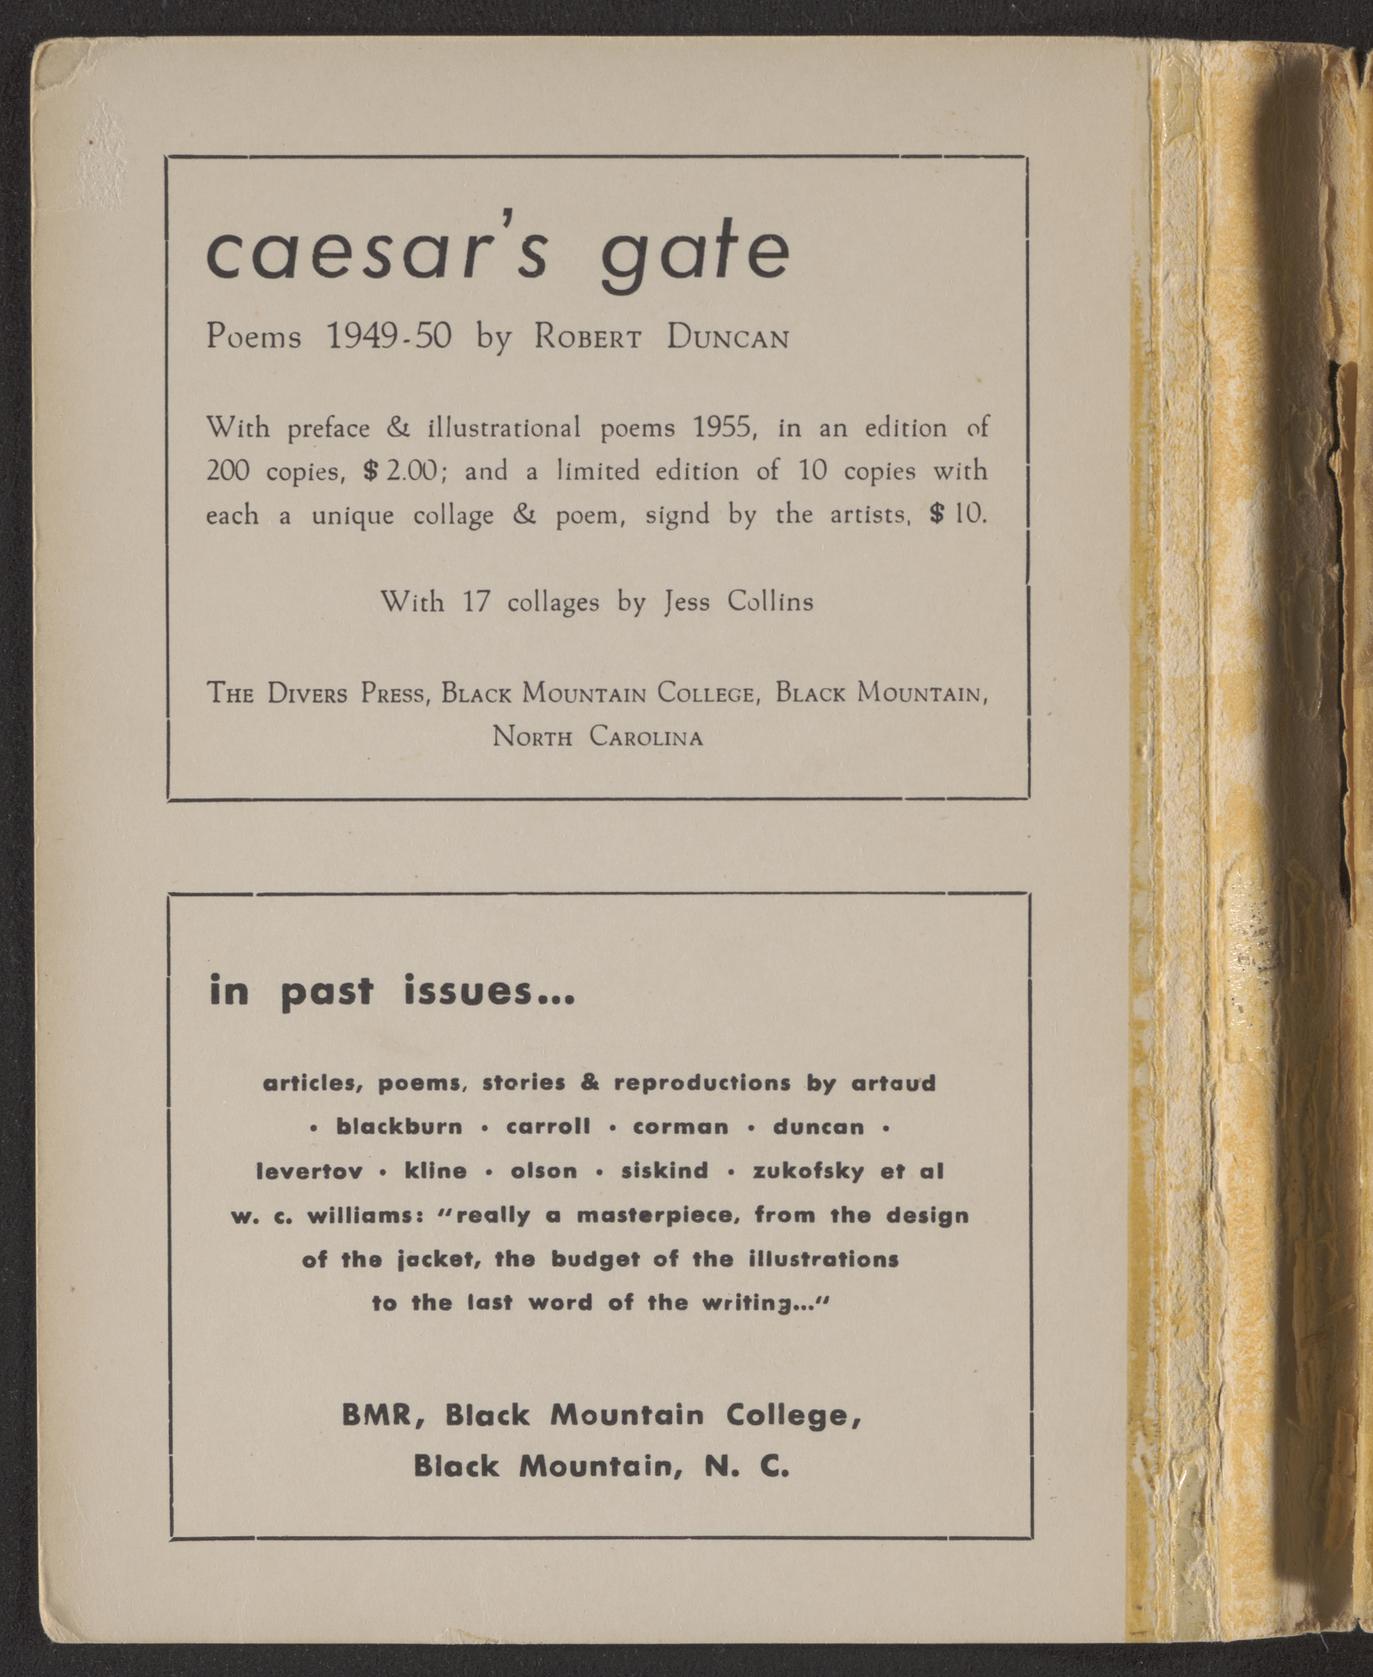 caesar's gate
Poems 1949-50 by ROBERT DUNCAN
With preface & illustrational poems 1955, in an edition of
200 copies, $ 2.00; and a limited edition of 10 copies with
each a unique collage & poem, signd by the artists, $ 10.
With 17 collages by Jess Collins
THE DIVERS PRESS, BLACK MOUNTAIN COLLEGE, BLACK MOUNTAIN,
NORTH CAROLINA
in past issues...
articles, poems, stories & reproductions by artaud
· blackburn · carroll · corman · duncan ·
levertov · kline · olson · siskind · zukofsky et al
w. c. williams: "really a masterpiece, from the design
of the jacket, the budget of the illustrations
to the last word of the writing..."
BMR, Black Mountain College,
Black Mountain, N. C.